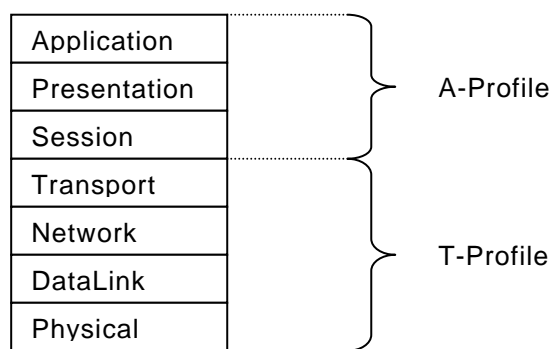 Application
Presentation
Session
Transport
Network
DataLink
Physical
A-Profile
T-Profile